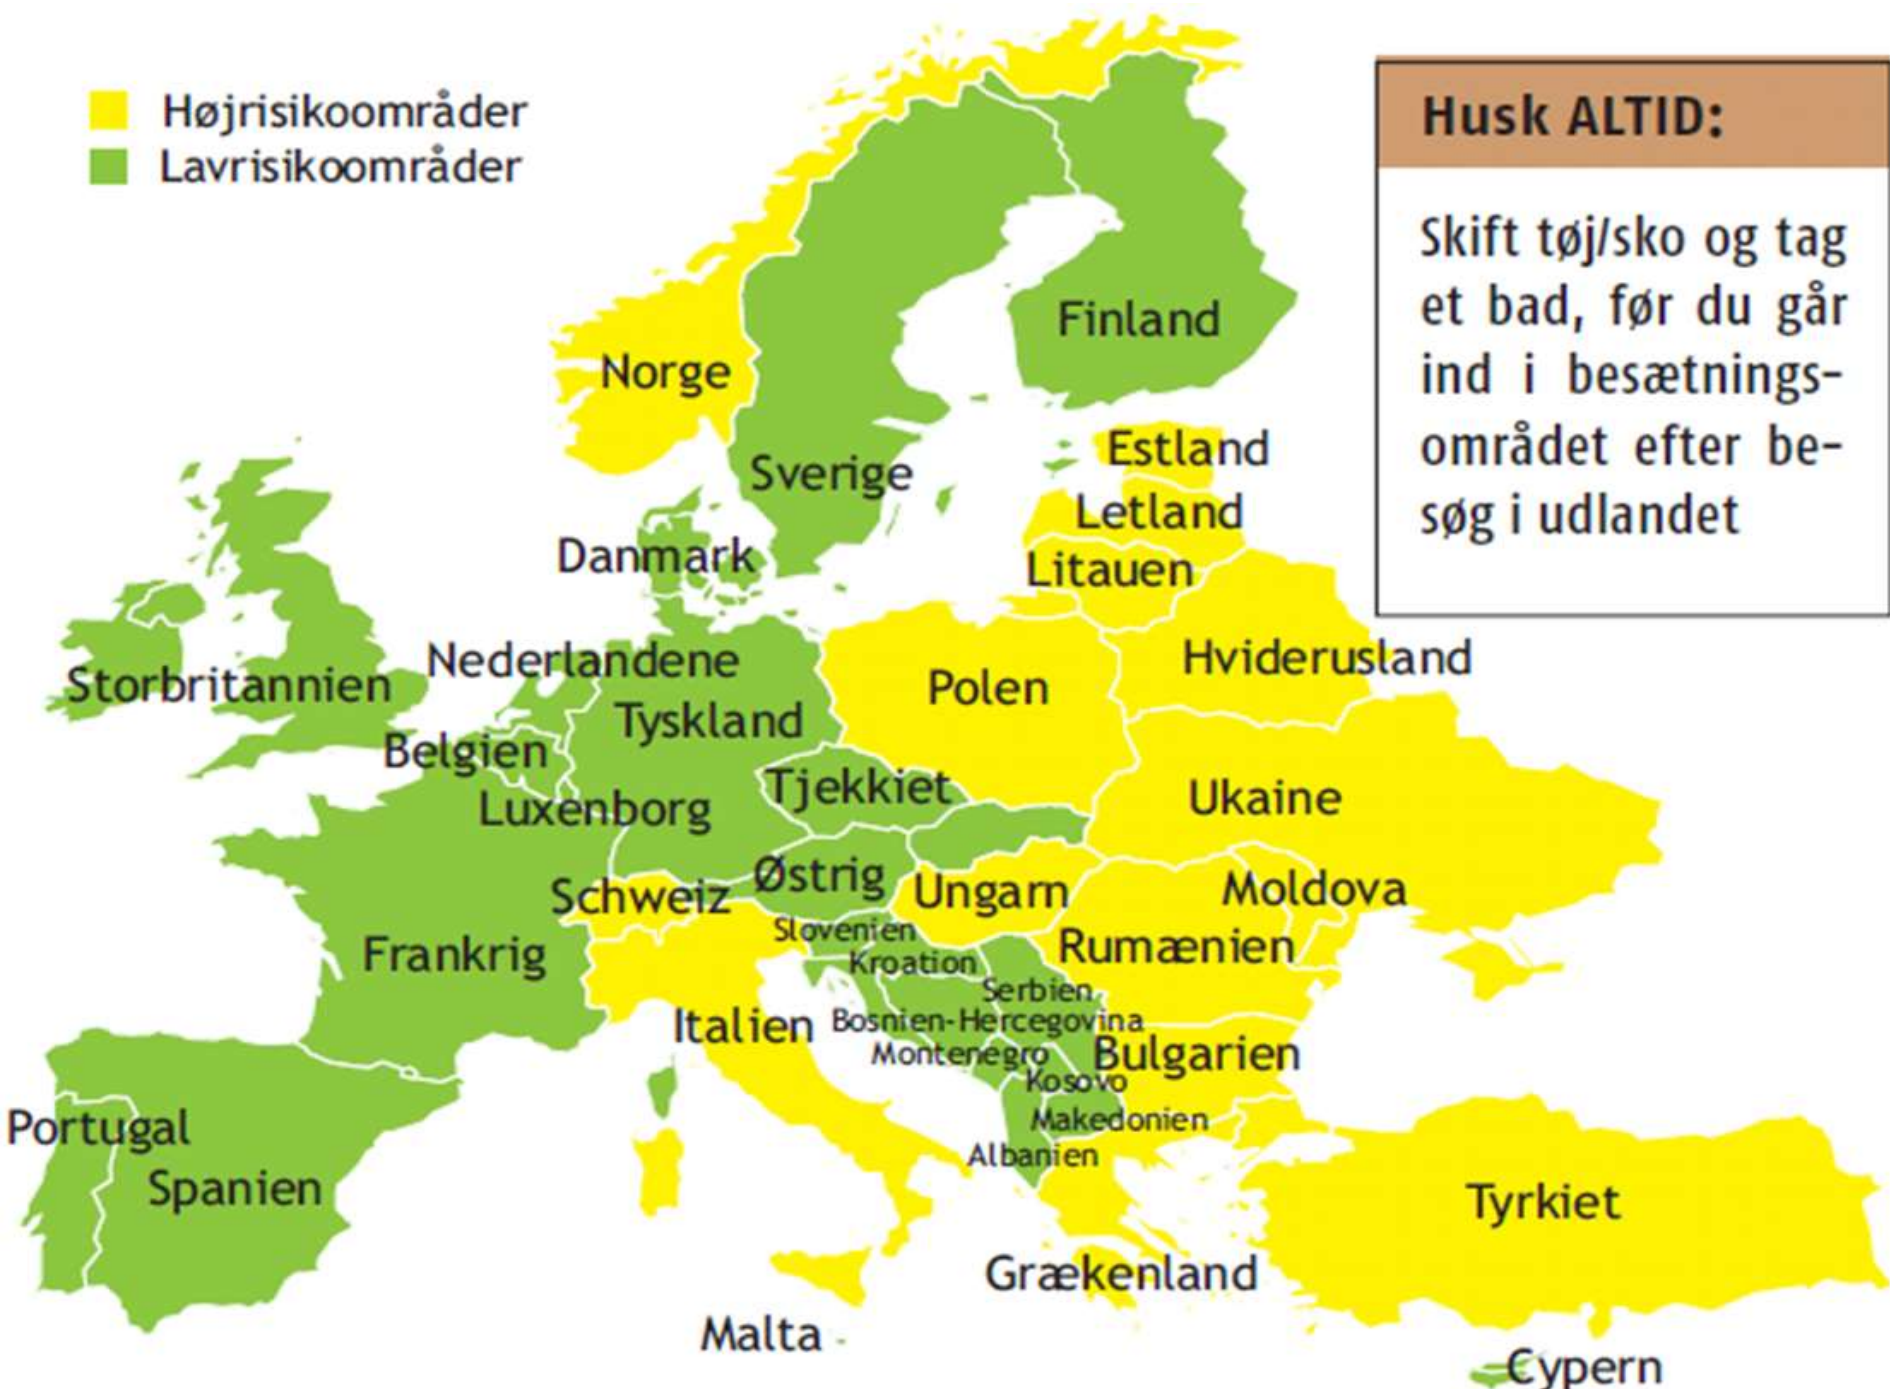 Højrisikoområder
Lavrisikoområder
Husk ALTID:
Skift tøj/sko og tag
et bad, før du går
ind i besætnings-
området efter be-
søg i udlandet
Finland
Norge
Sverige
Estland
Letland
Litauen
Danmark
Hviderusland
Nederlandene
Storbritannien
Polen
Tyskland
Belgien
Tjekkiet
Ukaine
Luxenborg
Østrig
Schweiz
Ungarn
Moldova
Slovenien
Rumænien
Frankrig
Kroation
Serbien
Italien
Bosnien-Hercegovina
Montenegro
Bulgarien
Kosovo
Makedonien
Portugal
Albanien
Spanien
Tyrkiet
Grækenland
Malta
Cypern